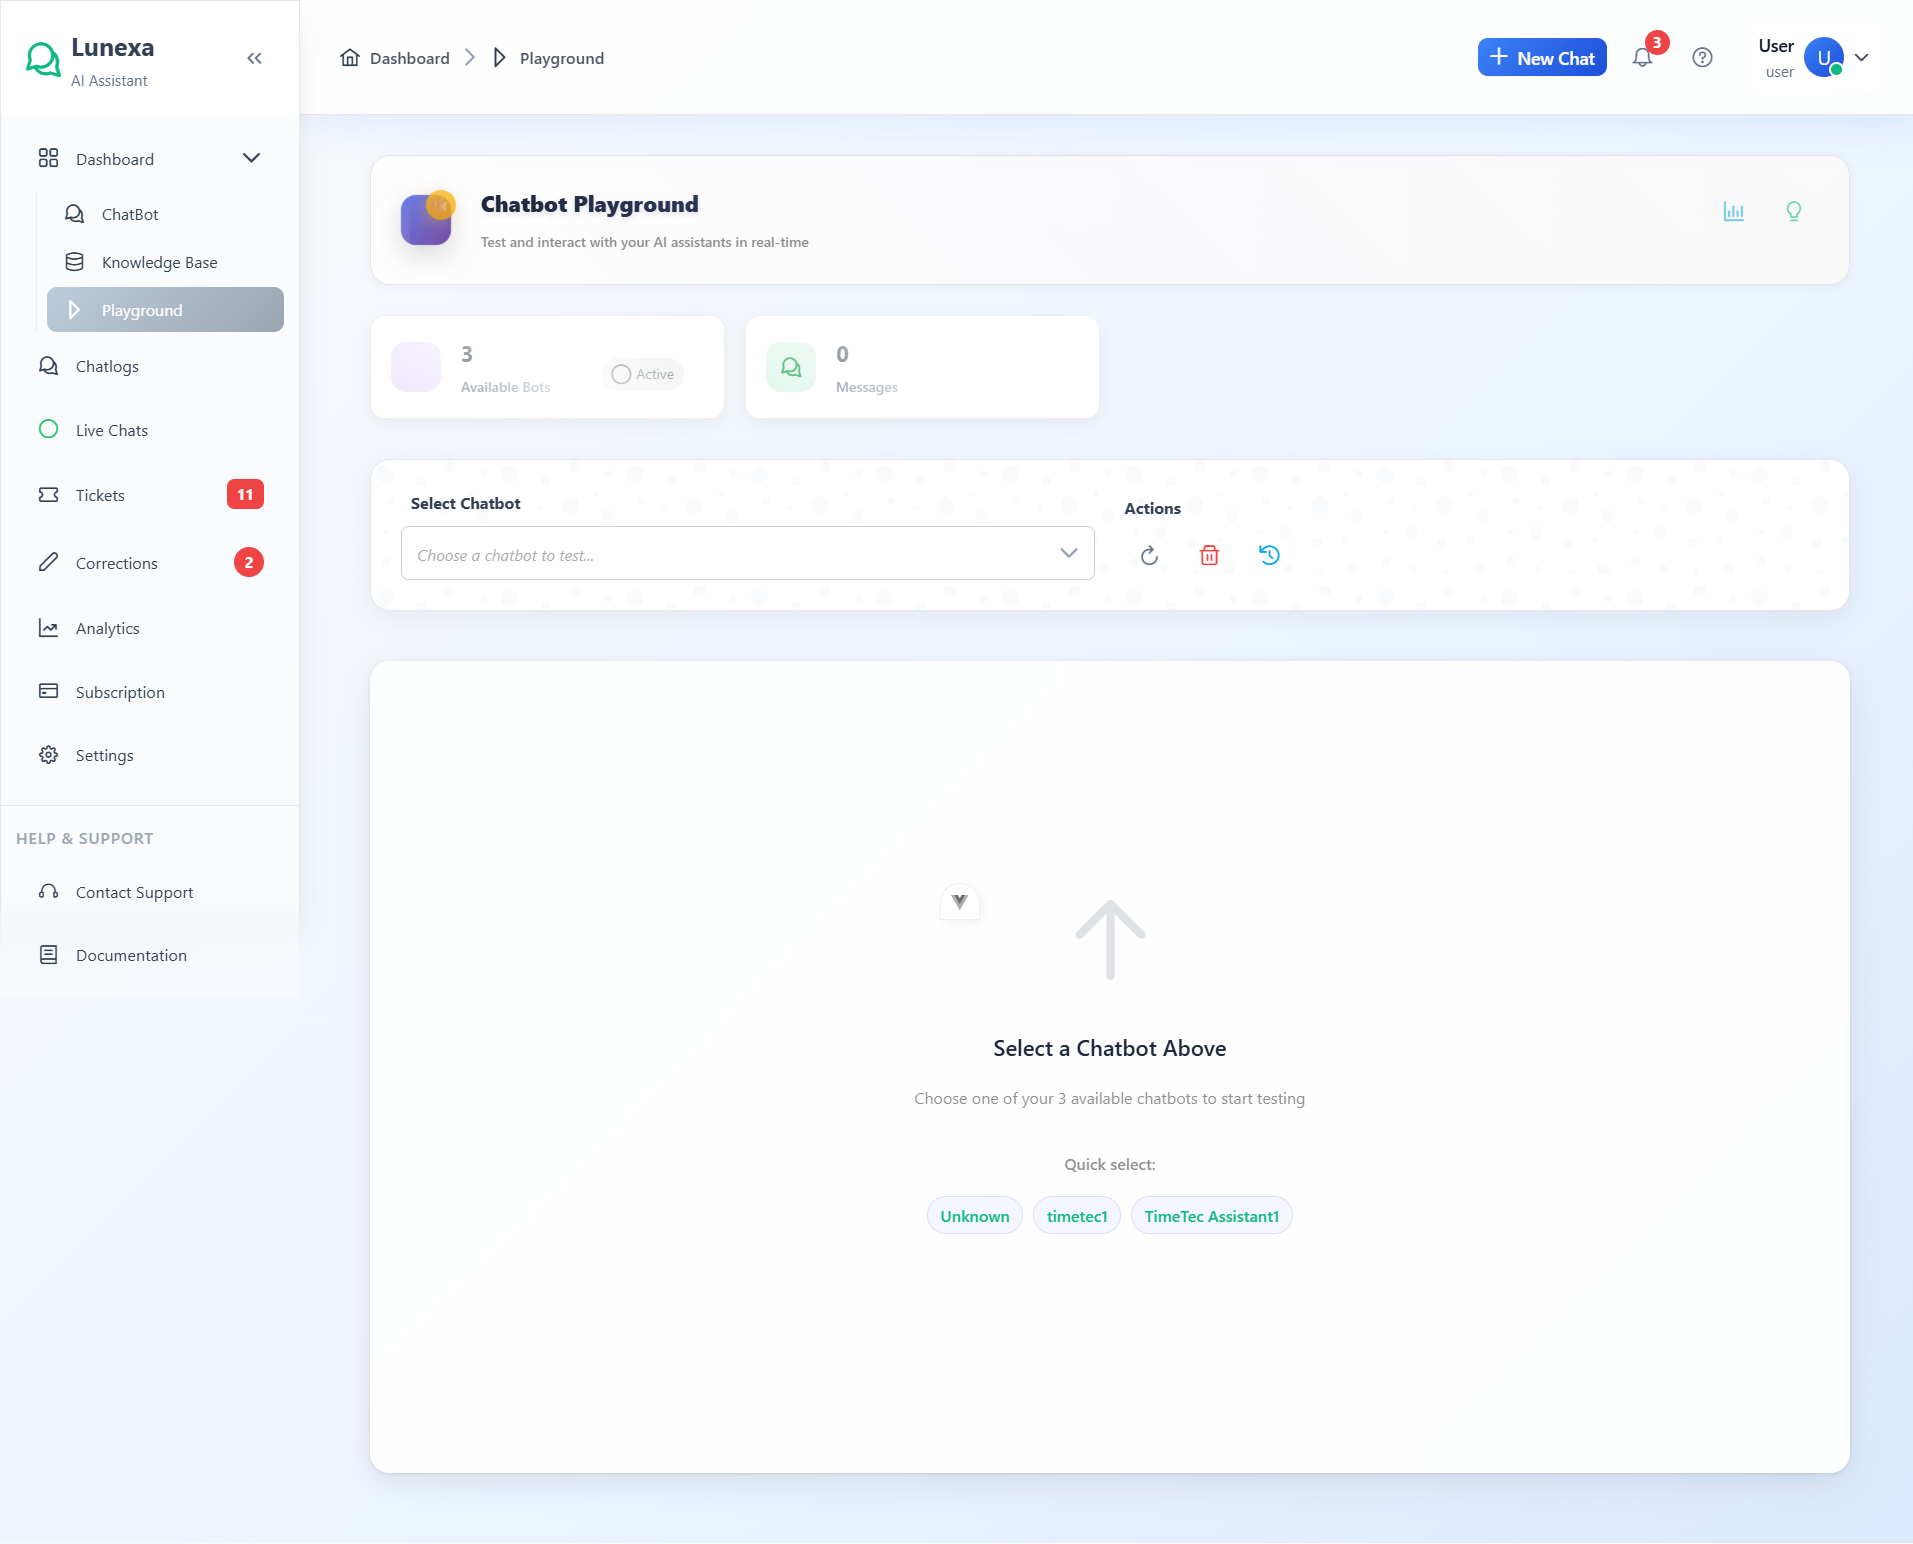 Lunexa
AI Assistant
Dashboard
ChatBot
Knowledge Base
Playground
Chatlogs
Live Chats
Tickets
11
Corrections
2
Analytics
Subscription
Settings
HELP & SUPPORT
Contact Support
Documentation
Dashboard
Playground
New Chat
3
User
user
U
Chatbot Playground
Test and interact with your AI assistants in real-time
3
Available Bots
Active
0
Messages
Select Chatbot
Choose a chatbot to test...
Actions
Select a Chatbot Above
Choose one of your 3 available chatbots to start testing
Quick select:
Unknown
timetec1
TimeTec Assistant1